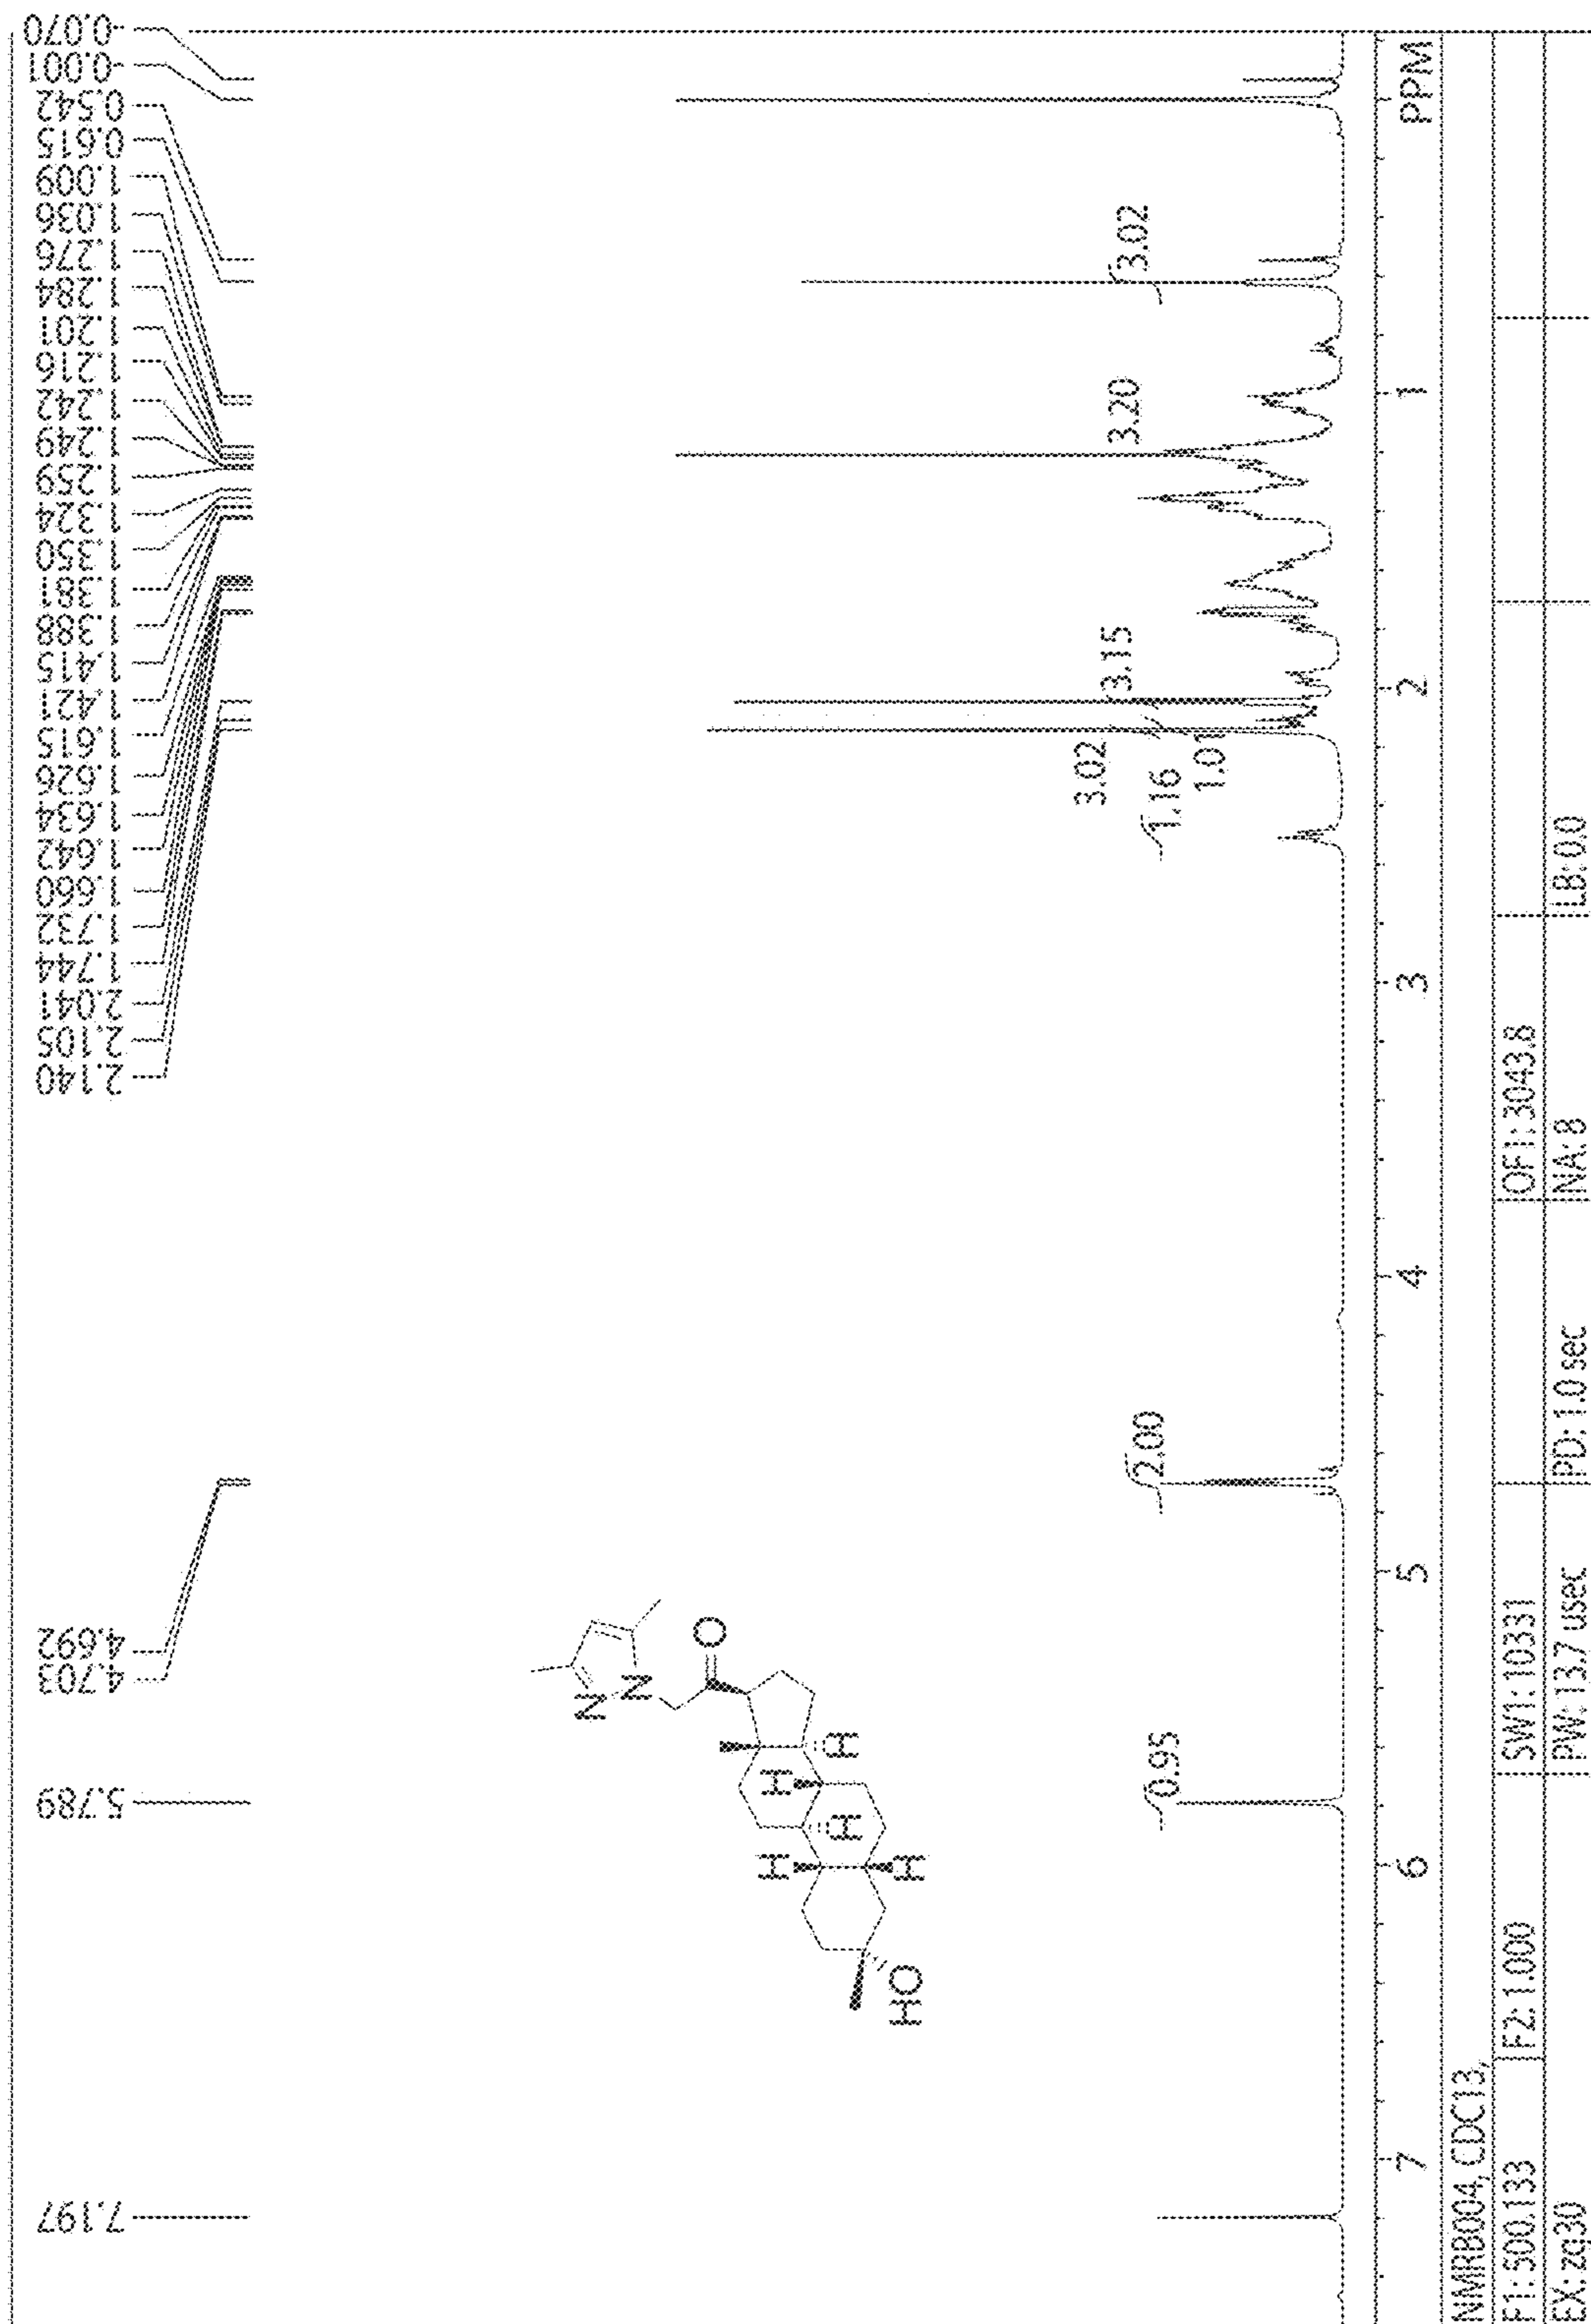 7.197
5.789
4.703
4.692
2.140
2.105
2.041
1.744
1.732
1.660
1.642
1.634
1.626
1.615
1.421
1.415
1.388
1.381
1.350
1.324
1.259
1.249
1.242
1.216
1.201
1.284
1.276
1.036
1.009
0.615
0.542
-0.001
-0.070
HO
H
H
H
H
H
O
N
N
0.95
2.00
1.16
3.02
1.01
3.15
3.20
3.02
7
6
5
4
3
2
1
PPM
NMRB004, CDC13,
F1: 500.133
F2: 1.000
SW1: 10331
OF1: 3043.8
EX: zg30
PW: 13.7 usec
PD: 1.0 sec
NA: 8
LB: 0.0